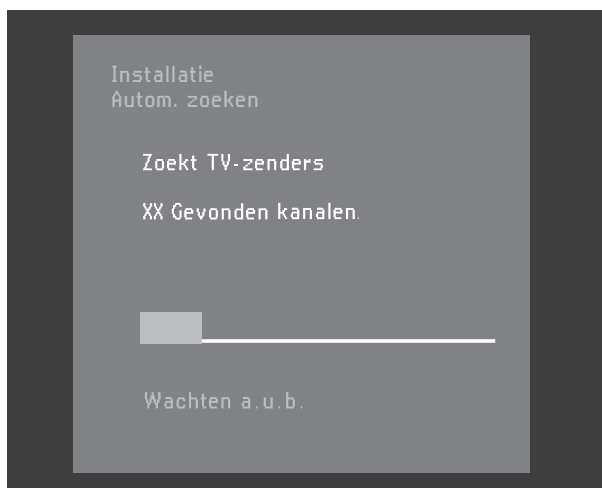 Installatie
Autom. zoeken
Zoekt TV-zenders
XX Gevonden kanalen.
Wachten a.u.b.